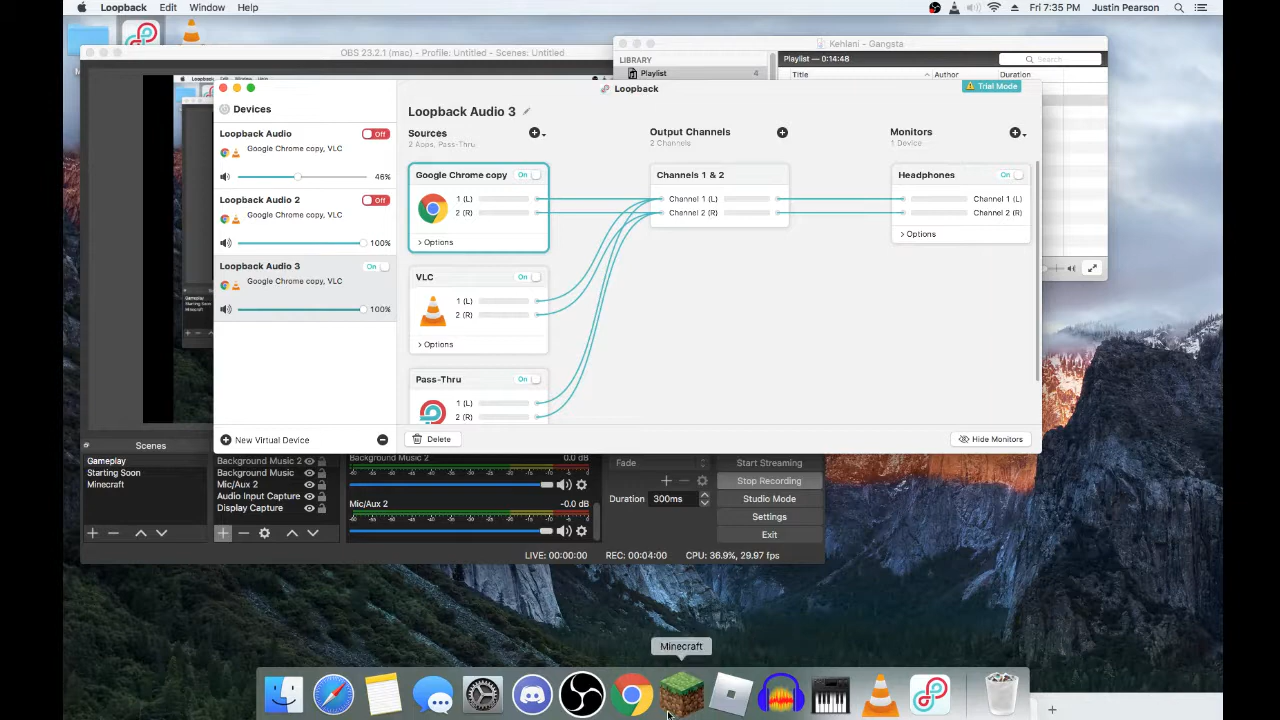 Loopback Edit Window Help
Fri 7:35 PM Justin Pearson
OBS 23.2.1 (mac) - Profile: Untitled - Scenes: Untitled
Kehlani - Gangsta
LIBRARY
Playlist 4
Playlist — 0:14:48
Search
Title Author Duration
Loopback
Trial Mode
Devices
Loopback Audio Off
Google Chrome copy, VLC
46%
Loopback Audio 2 Off
Google Chrome copy, VLC
100%
Loopback Audio 3 On
Google Chrome copy, VLC
100%
New Virtual Device
Loopback Audio 3
Sources
2 Apps, Pass-Thru
Output Channels
2 Channels
Monitors
1 Device
Google Chrome copy On
1 (L)
2 (R)
> Options
VLC On
1 (L)
2 (R)
> Options
Pass-Thru On
1 (L)
2 (R)
Channels 1 & 2
Channel 1 (L)
Channel 2 (R)
Headphones On
Channel 1 (L)
Channel 2 (R)
> Options
Delete
Hide Monitors
Scenes
Gameplay
Starting Soon
Minecraft
Background Music 2
Background Music
Mic/Aux 2
Audio Input Capture
Display Capture
Background Music 2 0.0 dB
Mic/Aux 2 -0.0 dB
Fade
Duration 300ms
Start Streaming
Stop Recording
Studio Mode
Settings
Exit
LIVE: 00:00:00 REC: 00:04:00 CPU: 36.9%, 29.97 fps
Minecraft